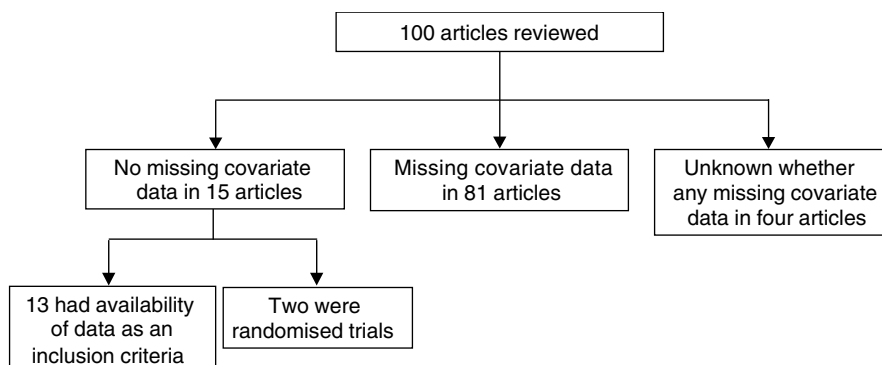 100 articles reviewed
No missing covariate
data in 15 articles
Missing covariate data
in 81 articles
Unknown whether
any missing covariate
data in four articles
13 had availability
of data as an
inclusion criteria
Two were
randomised trials